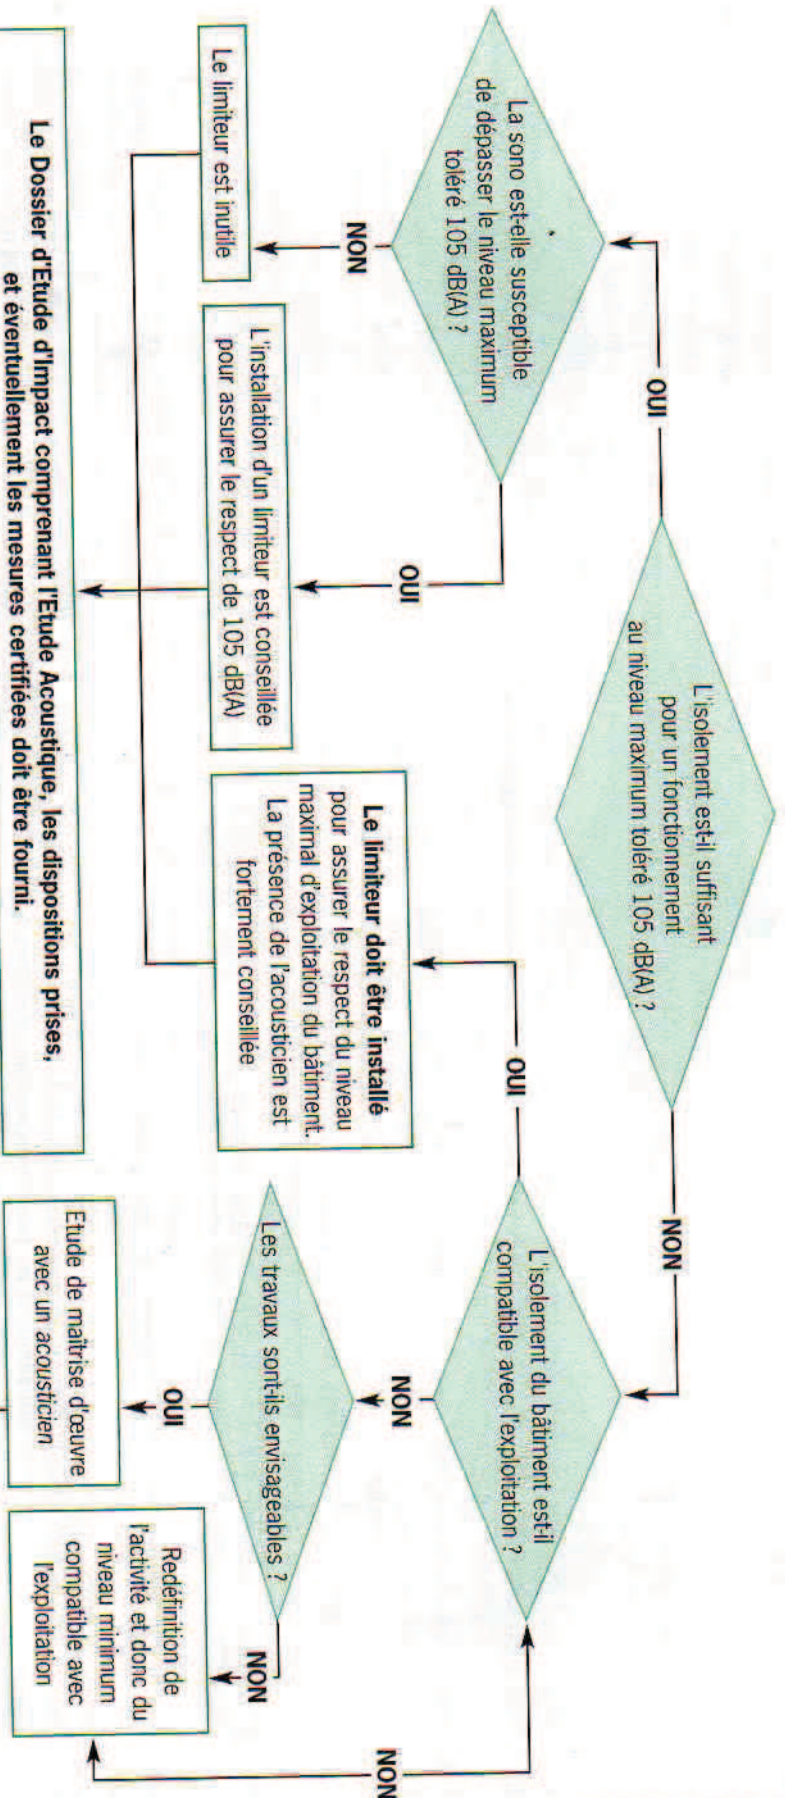 L'isolement est-il suffisant
pour un fonctionnement
au niveau maximum toléré 105 dB(A) ?
OUI
NON
La sono est-elle susceptible
de dépasser le niveau maximum
toléré 105 dB(A) ?
L'isolement du bâtiment est-il
compatible avec l'exploitation ?
NON
OUI
OUI
NON
NON
Le limiteur est inutile
L'installation d'un limiteur est conseillée
pour assurer le respect de 105 dB(A)
Le limiteur doit être installé
pour assurer le respect du niveau
maximal d'exploitation du bâtiment.
La présence de l'acousticien est
fortement conseillée
Les travaux sont-ils envisageables ?
OUI
NON
Le Dossier d'Etude d'Impact comprenant l'Etude Acoustique, les dispositions prises,
et éventuellement les mesures certifiées doit être fourni.
Etude de maîtrise d'œuvre
avec un acousticien
Redéfinition de
l'activité et donc du
niveau minimum
compatible avec
l'exploitation